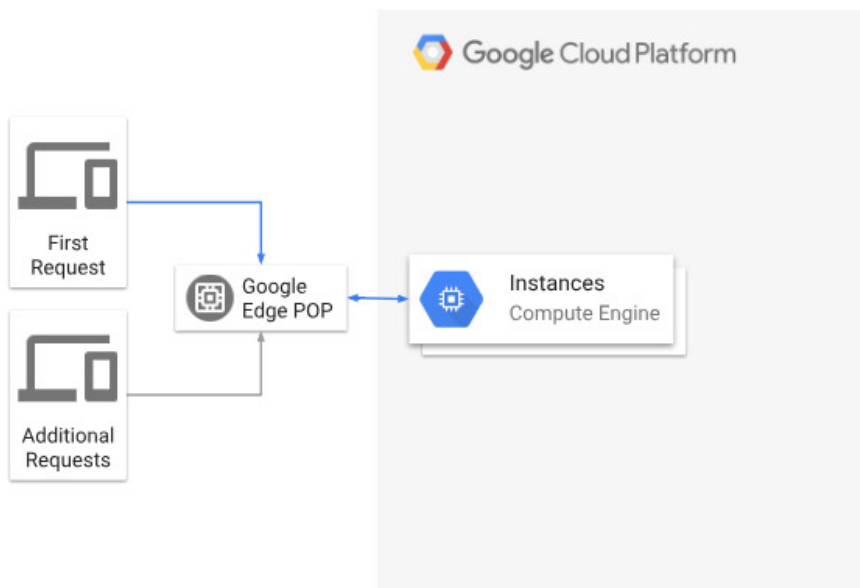 Google Cloud Platform
First
Request
Google
Edge POP
Instances
Compute Engine
Additional
Requests